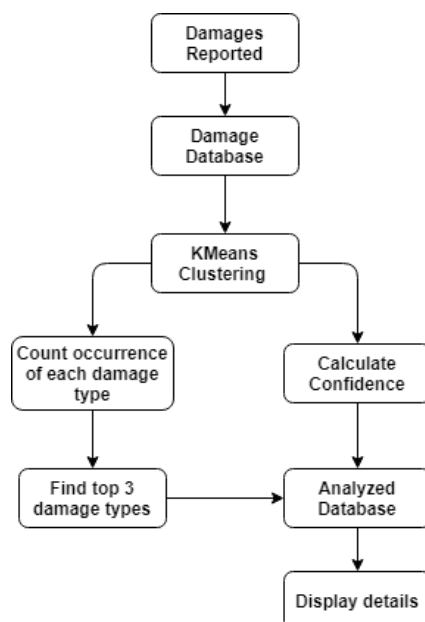 Damages
Reported
Damage
Database
KMeans
Clustering
Count occurrence
of each damage
type
Calculate
Confidence
Find top 3
damage types
Analyzed
Database
Display details